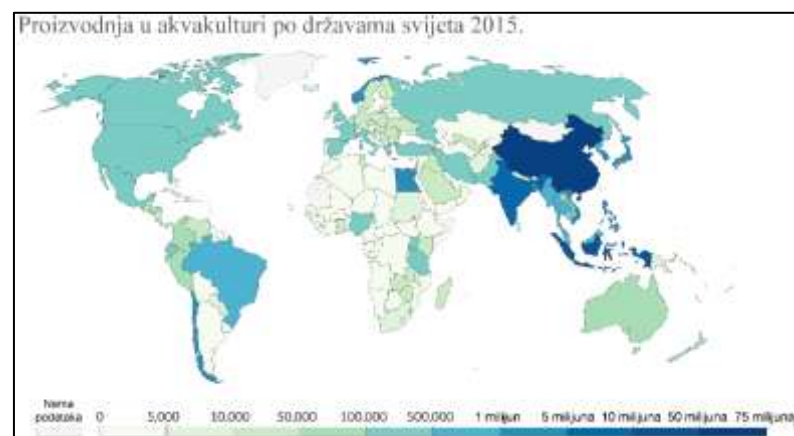 Proizvodnja u akvakulturi po državama svijeta 2015.
Nema
podataka 0 5,000 10,000 50,000 100,000 500,000 1 milijun 5 milijuna 10 milijuna 50 milijuna 75 milijuna